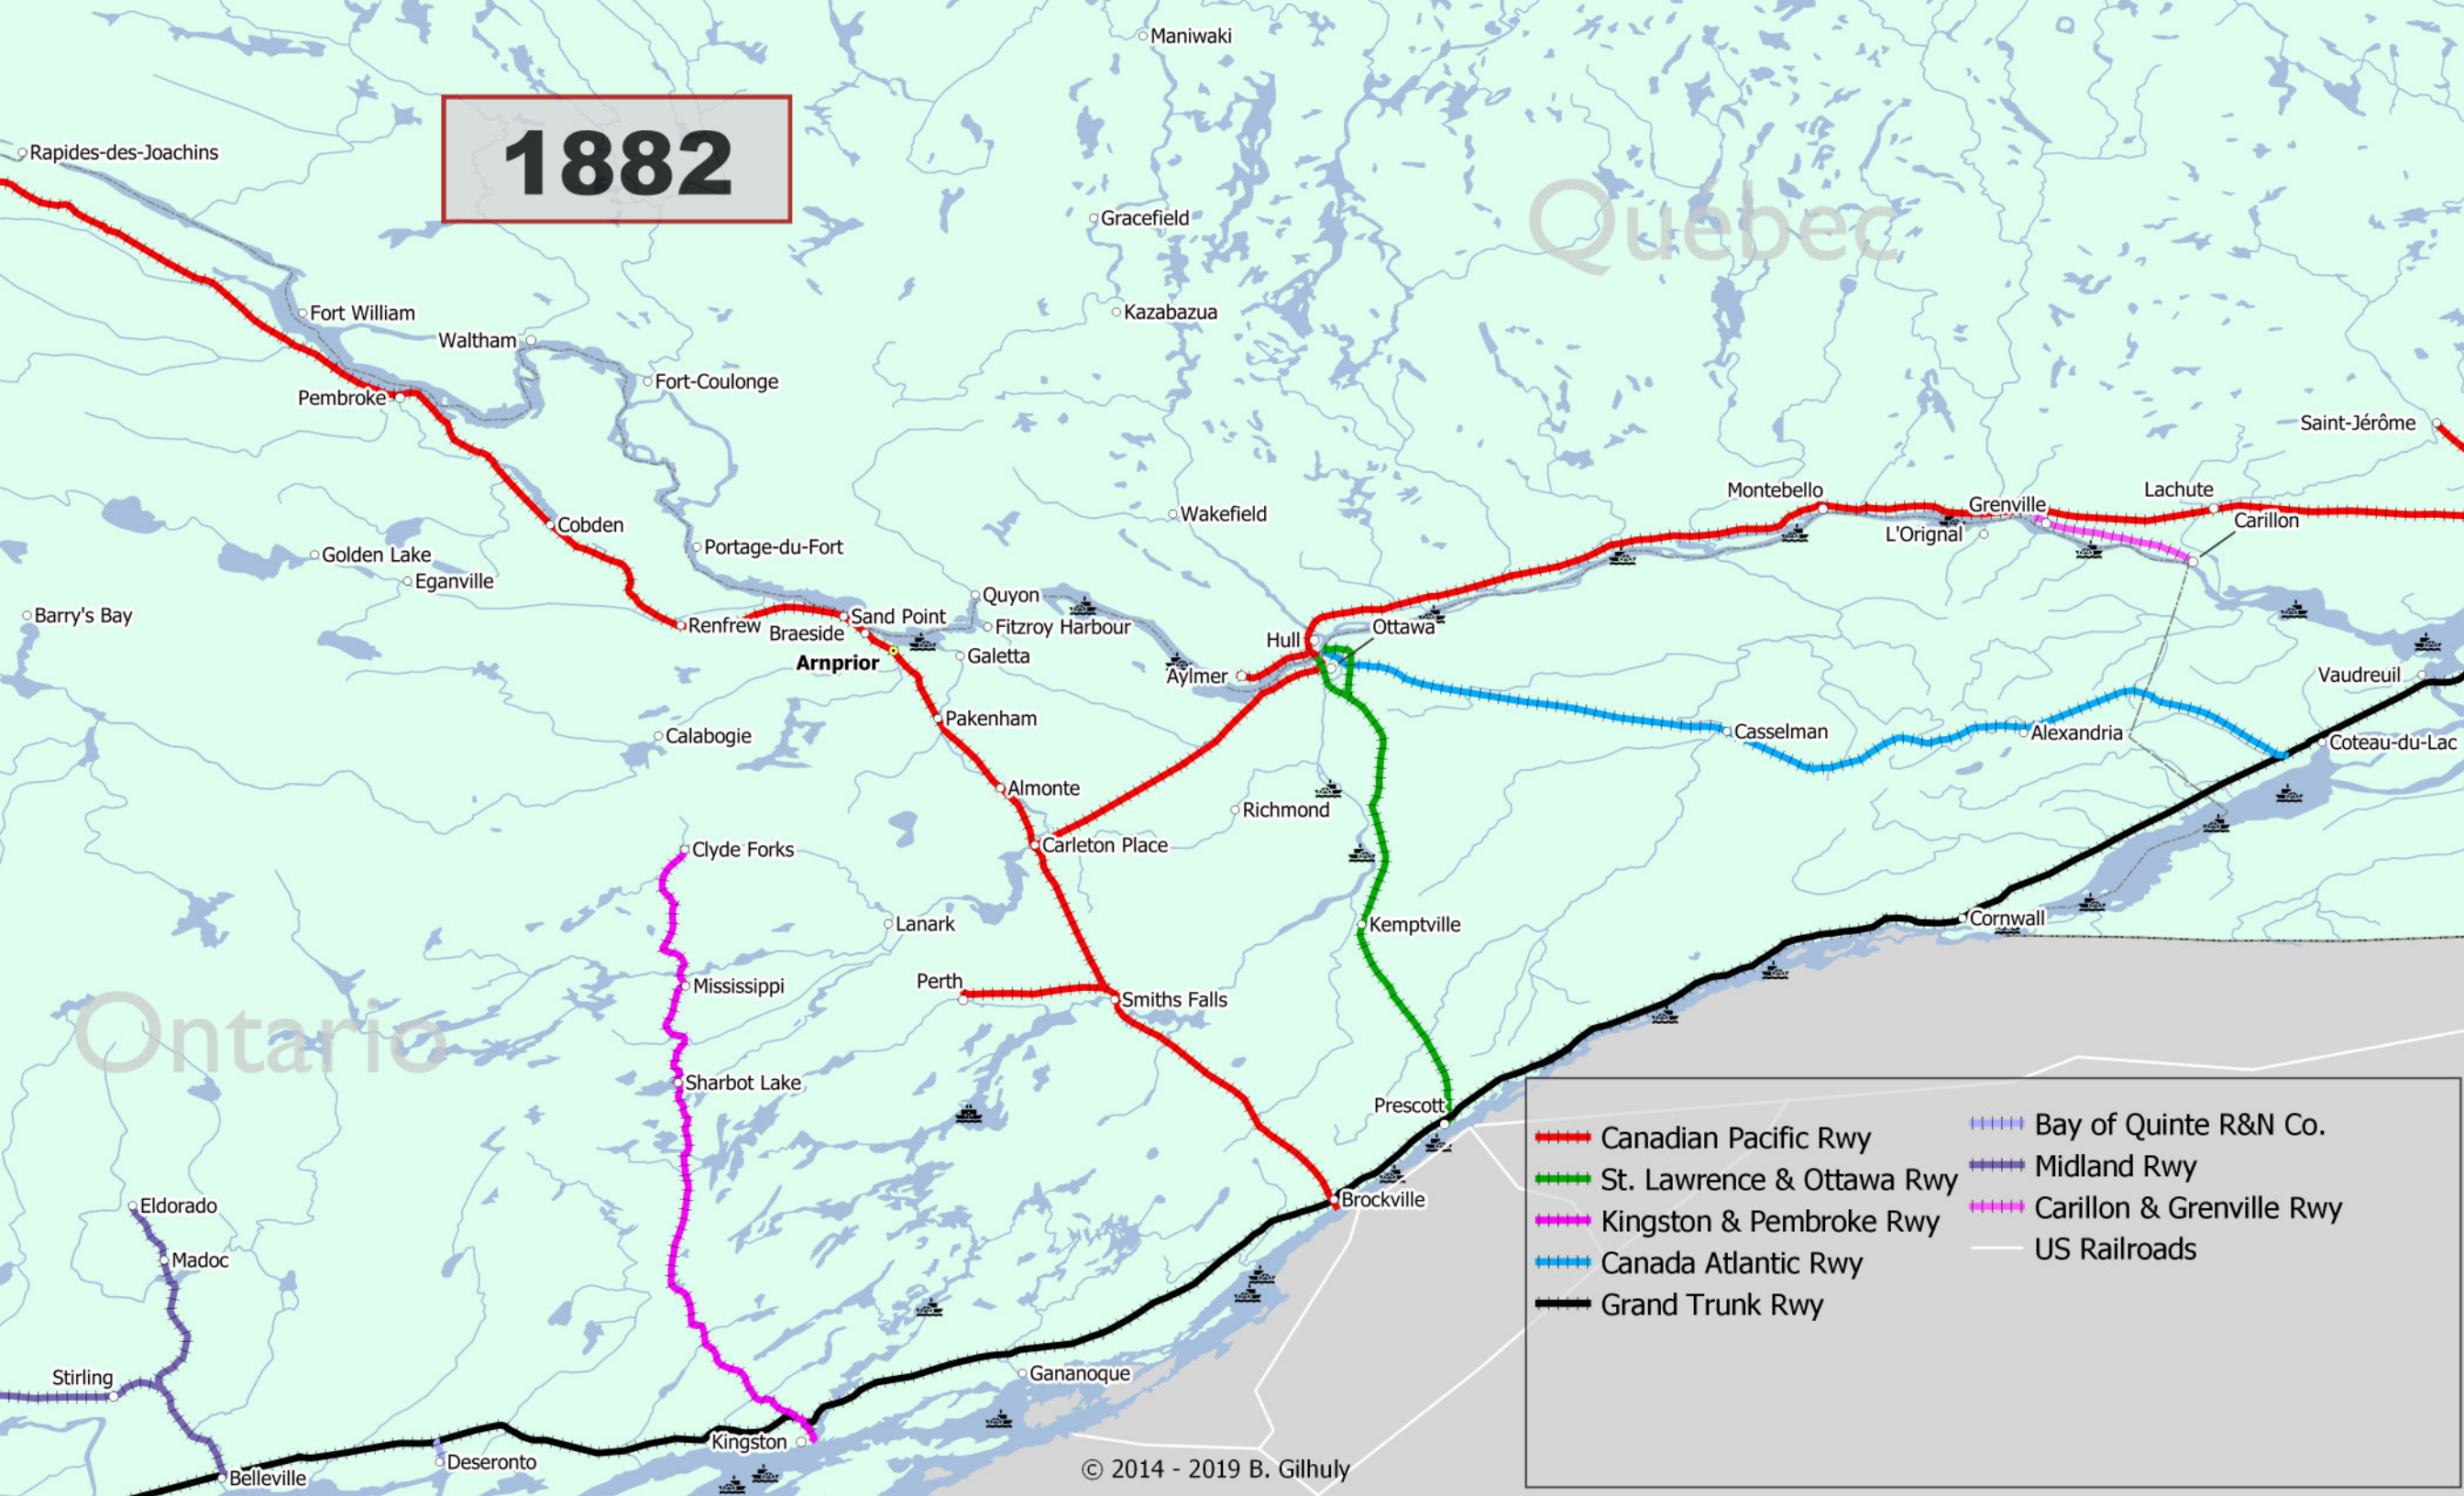 Maniwaki
1882
Rapides-des-Joachins
Québec
Gracefield
Fort William
Kazabazua
Waltham
Fort-Coulonge
Pembroke
Saint-Jérôme
Montebello
Grenville
Lachute
Carillon
Wakefield
Cobden
L'Orignal
Portage-du-Fort
Golden Lake
Eganville
Quyon
Barry's Bay
Sand Point
Renfrew
Braeside
Fitzroy Harbour
Ottawa
Hull
Galetta
Arnprior
Aylmer
Vaudreuil
Pakenham
Calabogie
Casselman
Alexandria
Coteau-du-Lac
Almonte
Richmond
Carleton Place
Clyde Forks
Lanark
Kemptville
Cornwall
Perth
Mississippi
Smiths Falls
Ontario
Sharbot Lake
Prescott
Brockville
Eldorado
Madoc
Gananoque
Stirling
Kingston
Deseronto
Belleville
Canadian Pacific Rwy
St. Lawrence & Ottawa Rwy
Kingston & Pembroke Rwy
Canada Atlantic Rwy
Grand Trunk Rwy
Bay of Quinte R&N Co.
Midland Rwy
Carillon & Grenville Rwy
US Railroads
© 2014 - 2019 B. Gilhuly